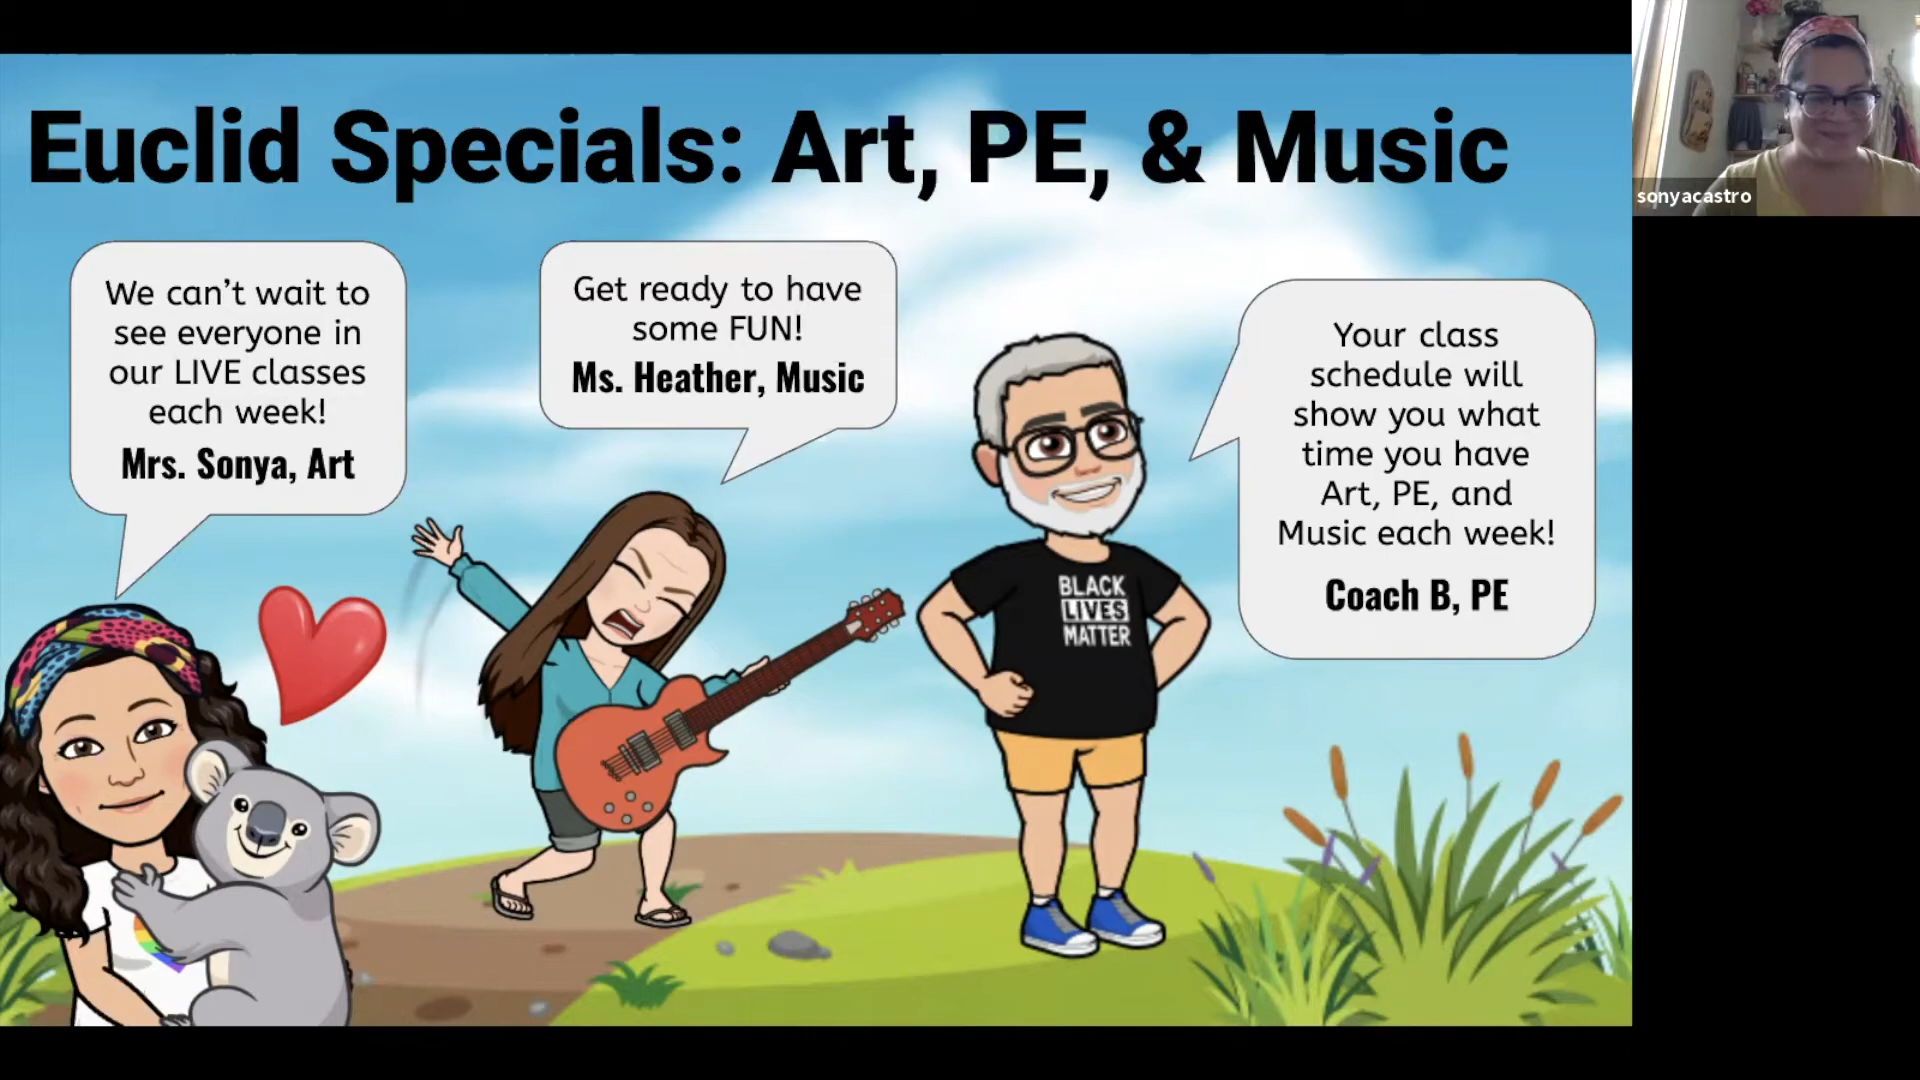 Euclid Specials: Art, PE, & Music
We can't wait to
see everyone in
our LIVE classes
each week!
Mrs. Sonya, Art
Get ready to have
some FUN!
Ms. Heather, Music
Your class
schedule will
show you what
time you have
Art, PE, and
Music each week!
Coach B, PE
BLACK
LIVES
MATTER
sonyacastro